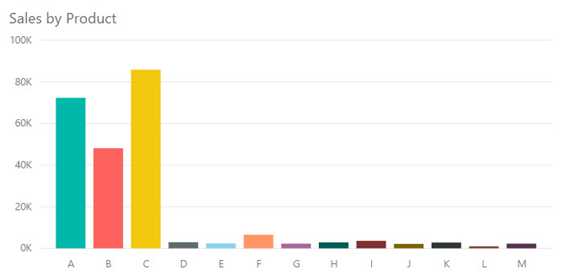 Sales by Product
100K
80K
60K
40K
20K
0K
A B C D E F G H I J K L M